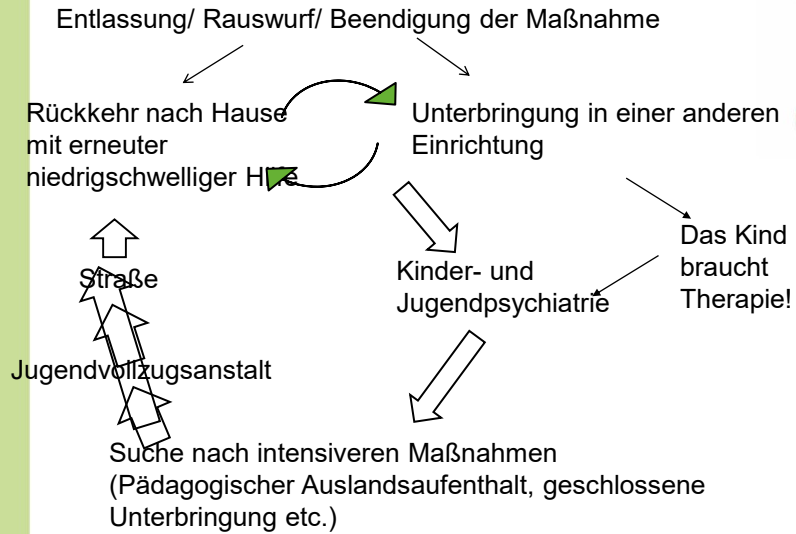 Entlassung/ Rauswurf/ Beendigung der Maßnahme
Rückkehr nach Hause
mit erneuter
niedrigschwelliger Hilfe
Unterbringung in einer anderen
Einrichtung
Das Kind
braucht
Therapie!
Straße
Kinder- und
Jugendpsychiatrie
Jugendvollzugsanstalt
Suche nach intensiveren Maßnahmen
(Pädagogischer Auslandsaufenthalt, geschlossene
Unterbringung etc.)